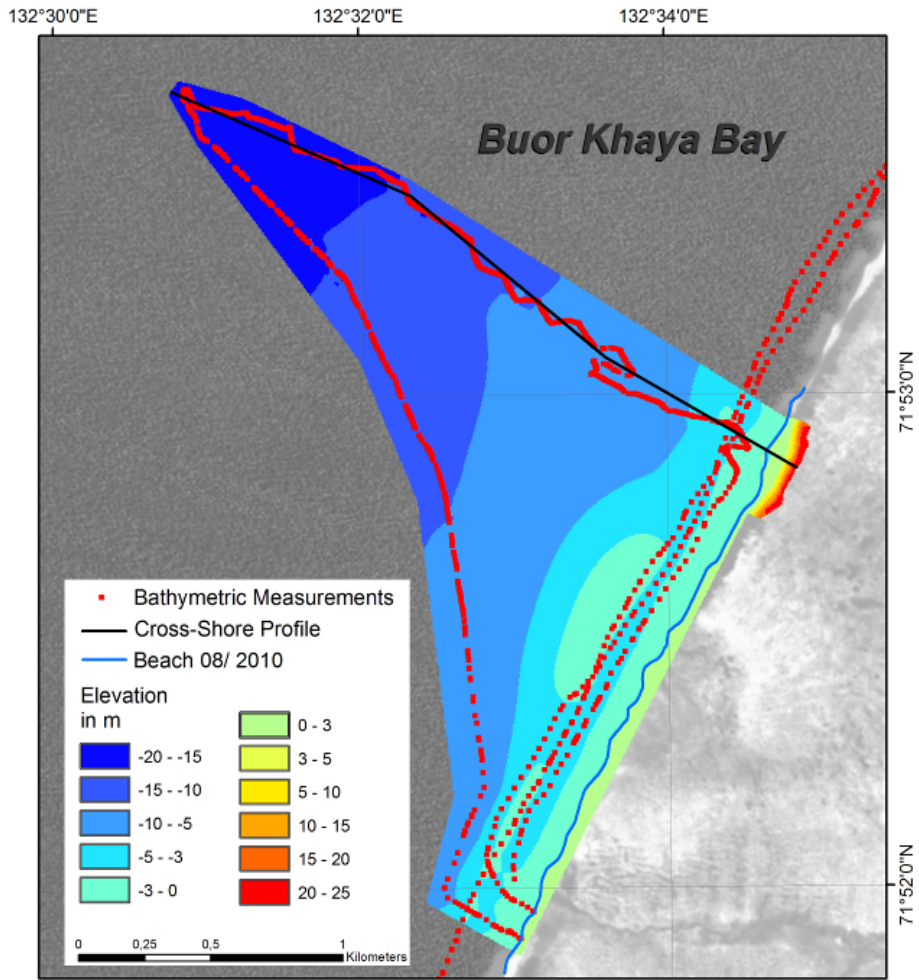 132°30'0"E 132°32'0"E 132°34'0"E
Buor Khaya Bay
71°53'0"N
Bathymetric Measurements
Cross-Shore Profile
Beach 08/ 2010
Elevation
in m
-20 - -15
-15 - -10
-10 - -5
-5 - -3
-3 - 0
0 - 3
3 - 5
5 - 10
10 - 15
15 - 20
20 - 25
71°52'0"N
0 0,25 0,5 1
Kilometers